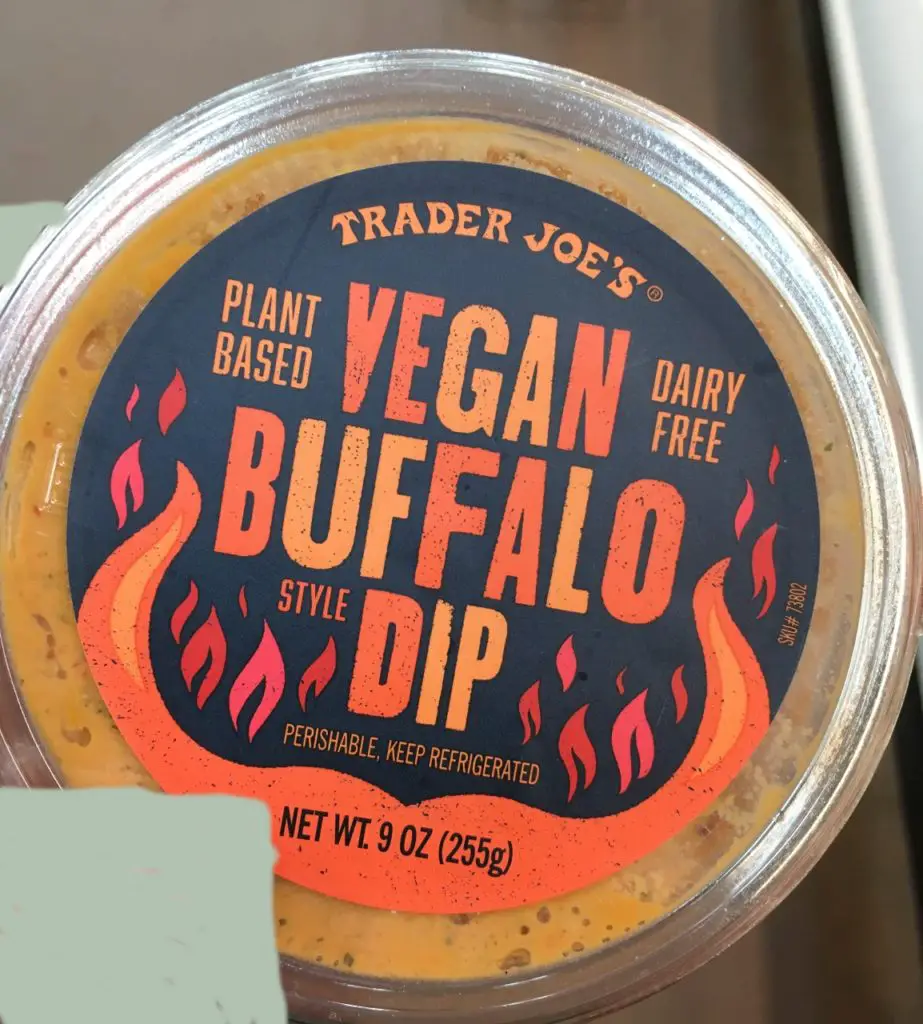 TRADER JOE'S®
PLANT
BASED
VEGAN
DAIRY
FREE
BUFFALO
STYLE
DIP
PERISHABLE, KEEP REFRIGERATED
NET WT. 9 OZ (255g)
SKU# 73802